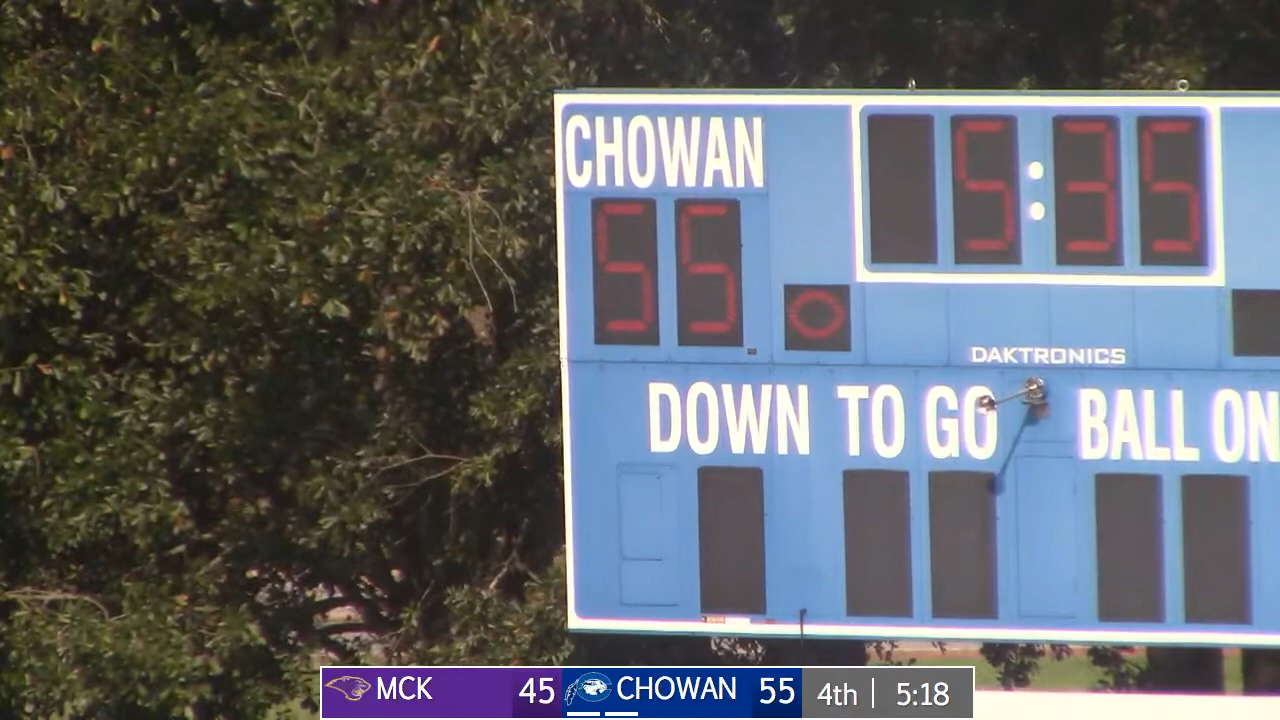 CHOWAN
5:35
55
0
DAKTRONICS
DOWN TO GO BALL ON
MCK 45 CHOWAN 55 4th | 5:18